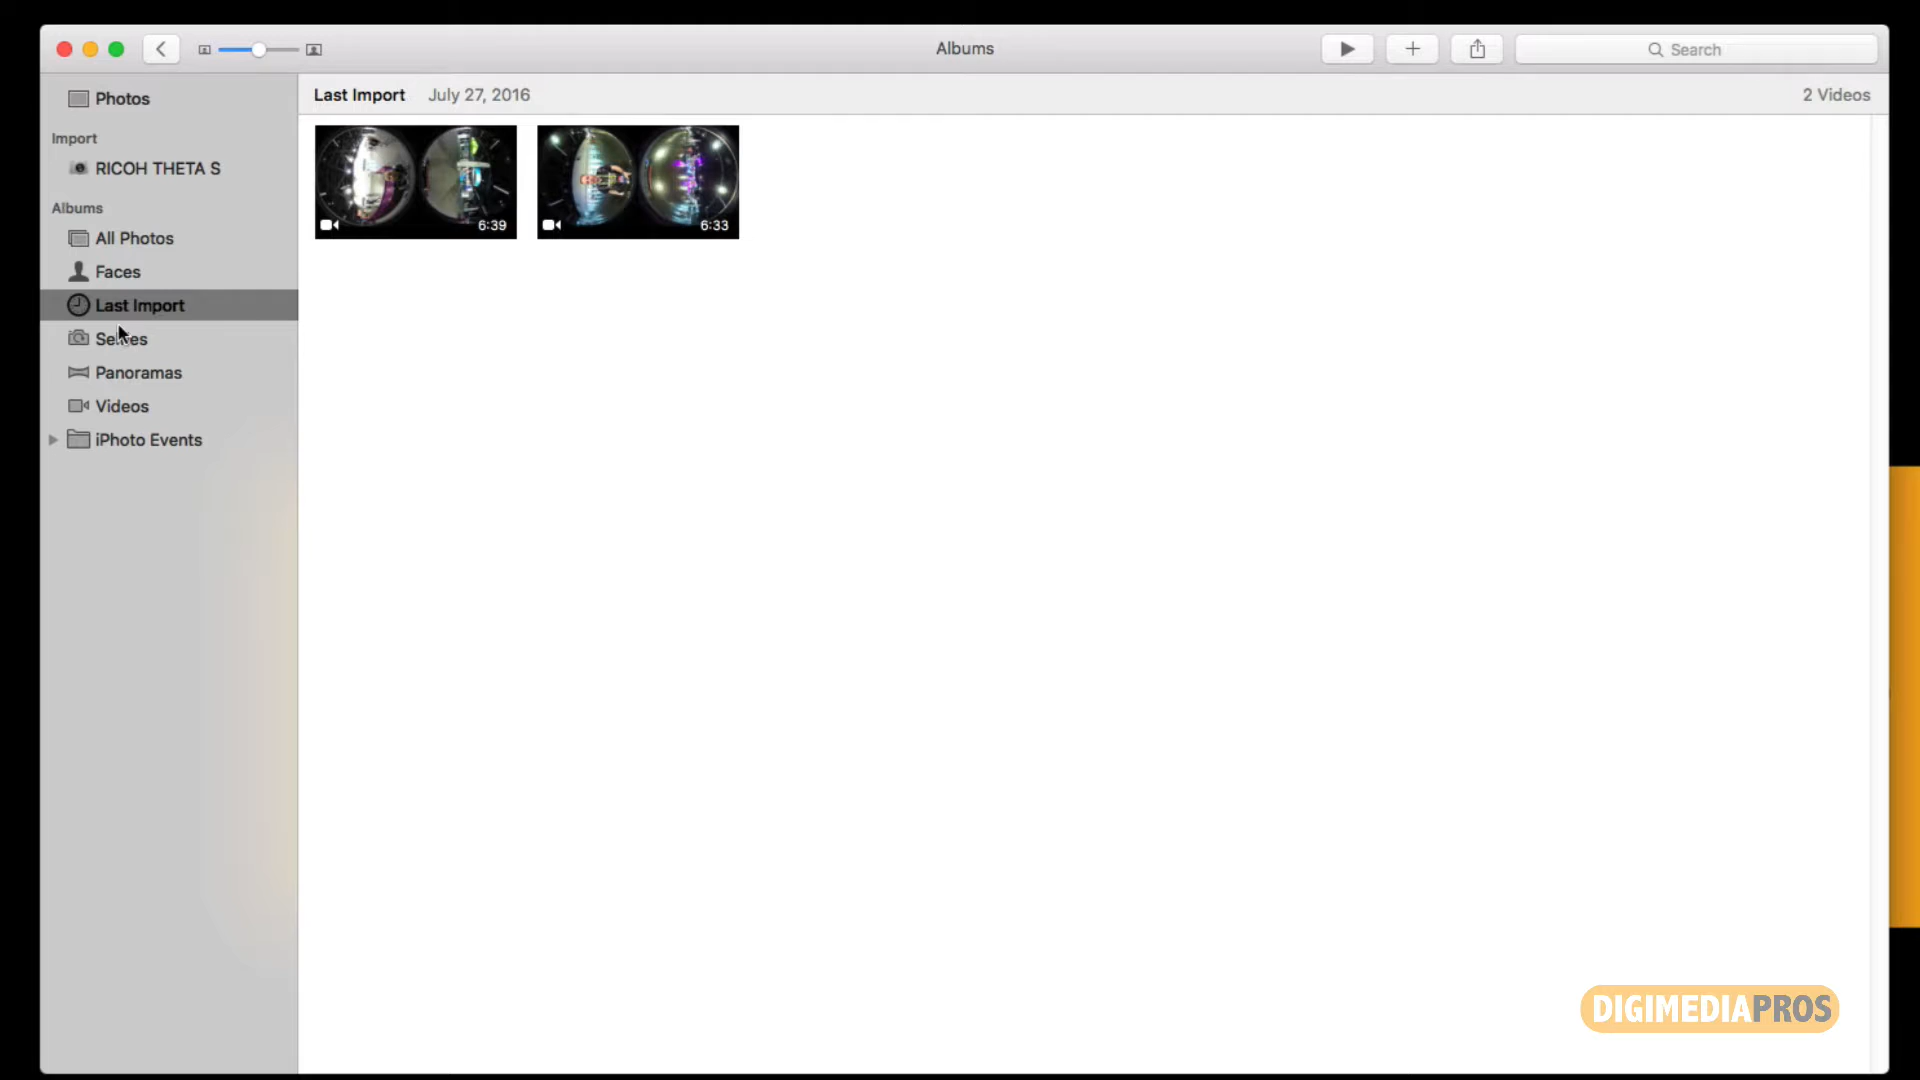 Albums
Search
Photos
Import
RICOH THETA S
Albums
All Photos
Faces
Last Import
Selfies
Panoramas
Videos
iPhoto Events
Last Import July 27, 2016
2 Videos
6:39
6:33
DIGIMEDIAPROS